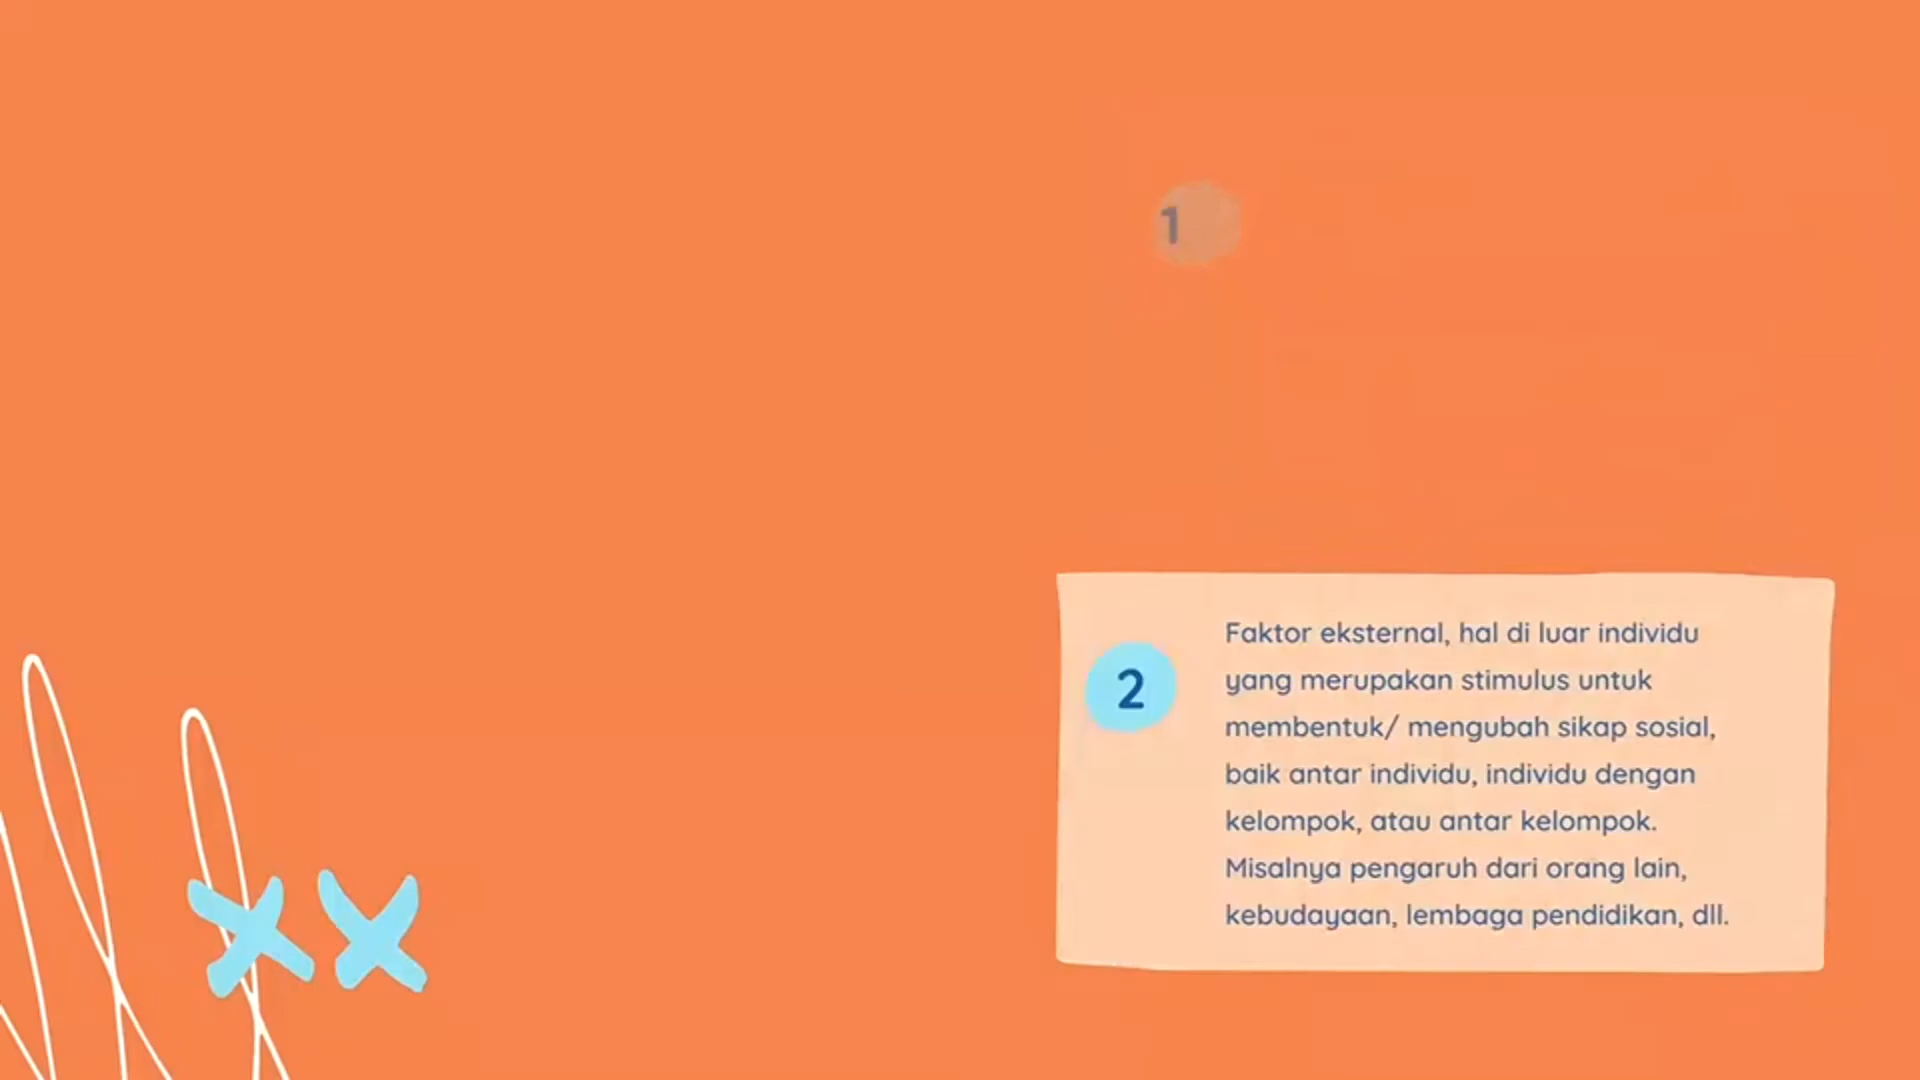 1
2
Faktor eksternal, hal di luar individu
yang merupakan stimulus untuk
membentuk/ mengubah sikap sosial,
baik antar individu, individu dengan
kelompok, atau antar kelompok.
Misalnya pengaruh dari orang lain,
kebudayaan, lembaga pendidikan, dll.